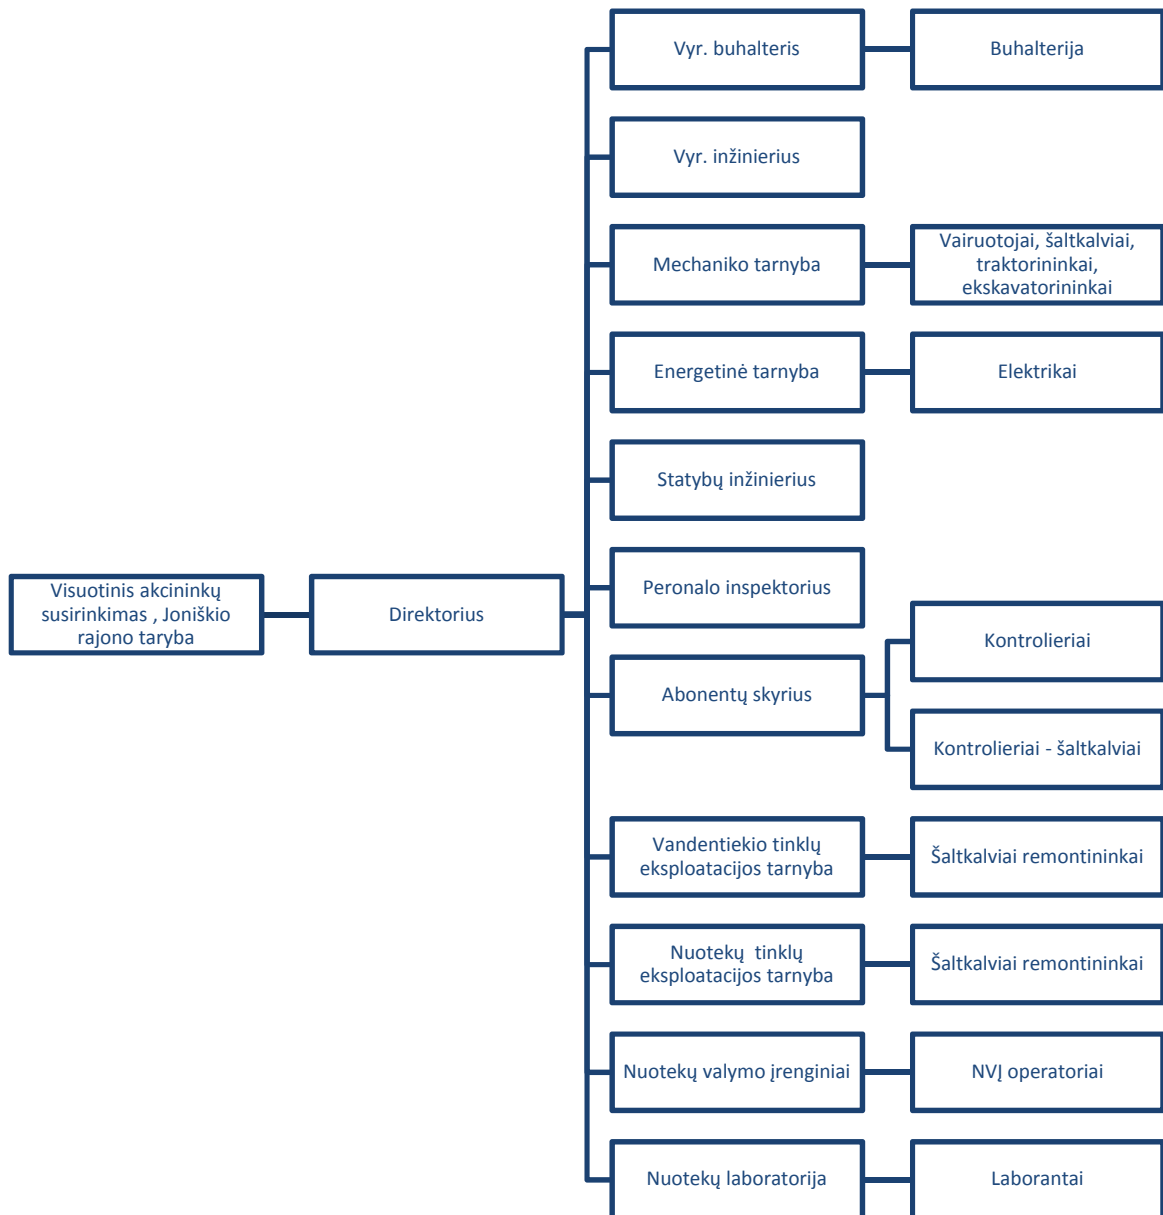 Vyr. buhalteris
Buhalterija
Vyr. inžinierius
Mechaniko tarnyba
Vairuotojai, šaltkalviai,
traktorininkai,
ekskavatorininkai
Energetinė tarnyba
Elektrikai
Statybų inžinierius
Visuotinis akcininkų
susirinkimas , Joniškio
rajono taryba
Direktorius
Peronalo inspektorius
Abonentų skyrius
Kontrolieriai
Kontrolieriai - šaltkalviai
Vandentiekio tinklų
eksploatacijos tarnyba
Šaltkalviai remontininkai
Nuotekų  tinklų
eksploatacijos tarnyba
Šaltkalviai remontininkai
Nuotekų valymo įrenginiai
NVĮ operatoriai
Nuotekų laboratorija
Laborantai